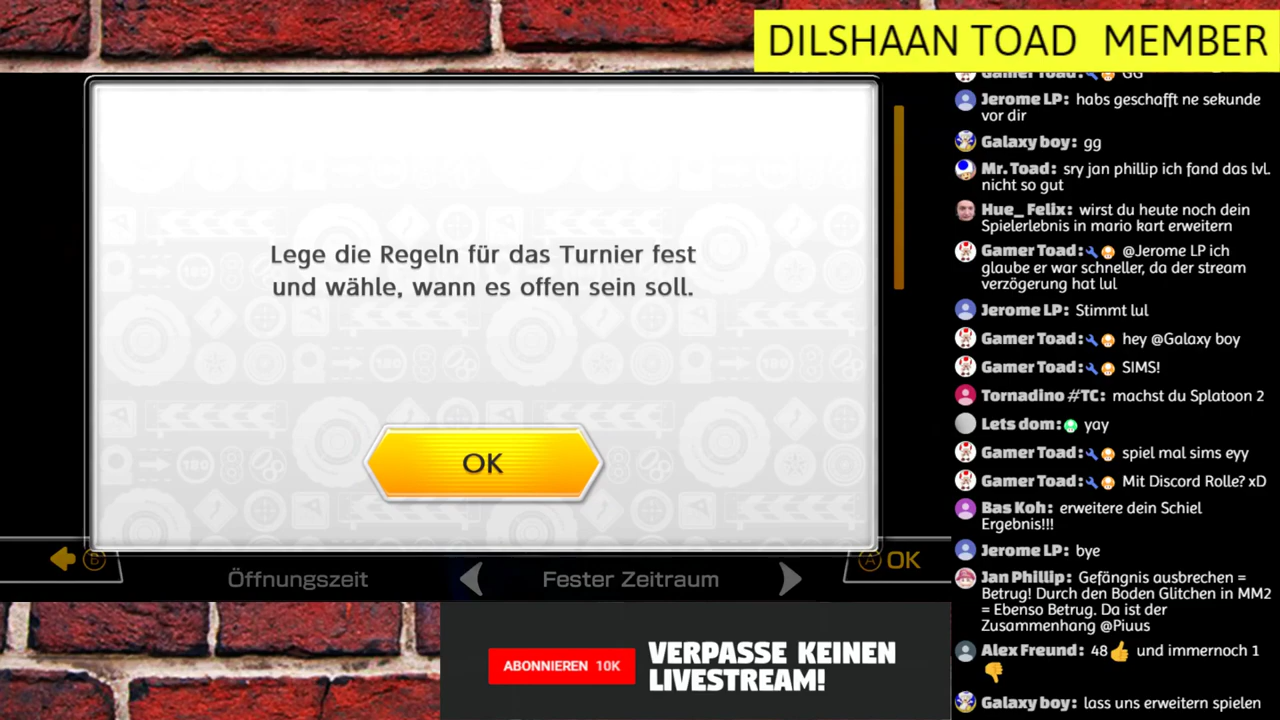 DILSHAAN TOAD MEMBER
Lege die Regeln für das Turnier fest
und wähle, wann es offen sein soll.
OK
B
A OK
Öffnungszeit
Fester Zeitraum
ABONNIEREN 10K
VERPASSE KEINEN
LIVESTREAM!
Gamer Toad: GG
Jerome LP: habs geschafft ne sekunde
vor dir
Galaxy boy: gg
Mr. Toad: sry jan phillip ich fand das lvl.
nicht so gut
Hue_Felix: wirst du heute noch dein
Spielerlebnis in mario kart erweitern
Gamer Toad: @Jerome LP ich
glaube er war schneller, da der stream
verzögerung hat lul
Jerome LP: Stimmt lul
Gamer Toad: hey @Galaxy boy
Gamer Toad: SIMS!
Tornadino #TC: machst du Splatoon 2
Lets dom: yay
Gamer Toad: spiel mal sims eyy
Gamer Toad: Mit Discord Rolle? xD
Bas Koh: erweitere dein Schiel
Ergebnis!!!
Jerome LP: bye
Jan Phillip: Gefängnis ausbrechen =
Betrug! Durch den Boden Glitchen in MM2
= Ebenso Betrug. Da ist der
Zusammenhang @Piuus
Alex Freund: 48👍 und immernoch 1
👎
Galaxy boy: lass uns erweitern spielen